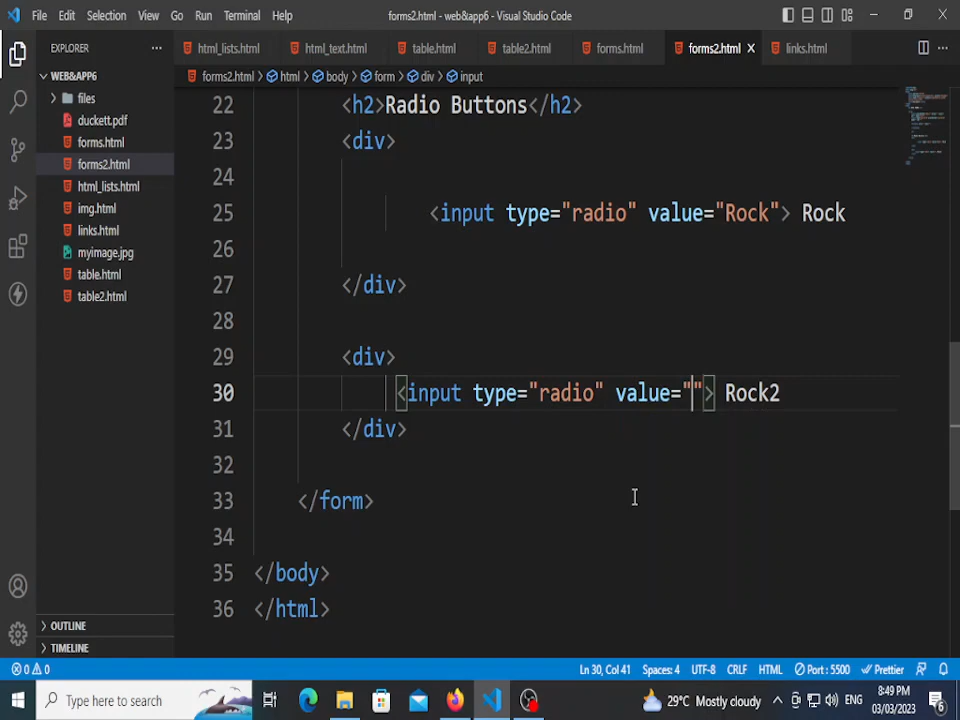 File Edit Selection View Go Run Terminal Help
forms2.html - web&app6 - Visual Studio Code
EXPLORER
html_lists.html html_text.html table.html table2.html forms.html forms2.html links.html
WEB&APP6
forms2.html > html > body > form > div > input
files
duckett.pdf
forms.html
forms2.html
html_lists.html
img.html
links.html
myimage.jpg
table.html
table2.html
22 <h2>Radio Buttons</h2>
23 <div>
24
25 <input type="radio" value="Rock"> Rock
26
27 </div>
28
29 <div>
30 <input type="radio" value=""> Rock2
31 </div>
32
33 </form>
34
35 </body>
36 </html>
OUTLINE
TIMELINE
0 0
Ln 30, Col 41 Spaces: 4 UTF-8 CRLF HTML Port : 5500 Prettier
Type here to search
29°C Mostly cloudy
ENG
8:49 PM
03/03/2023
6